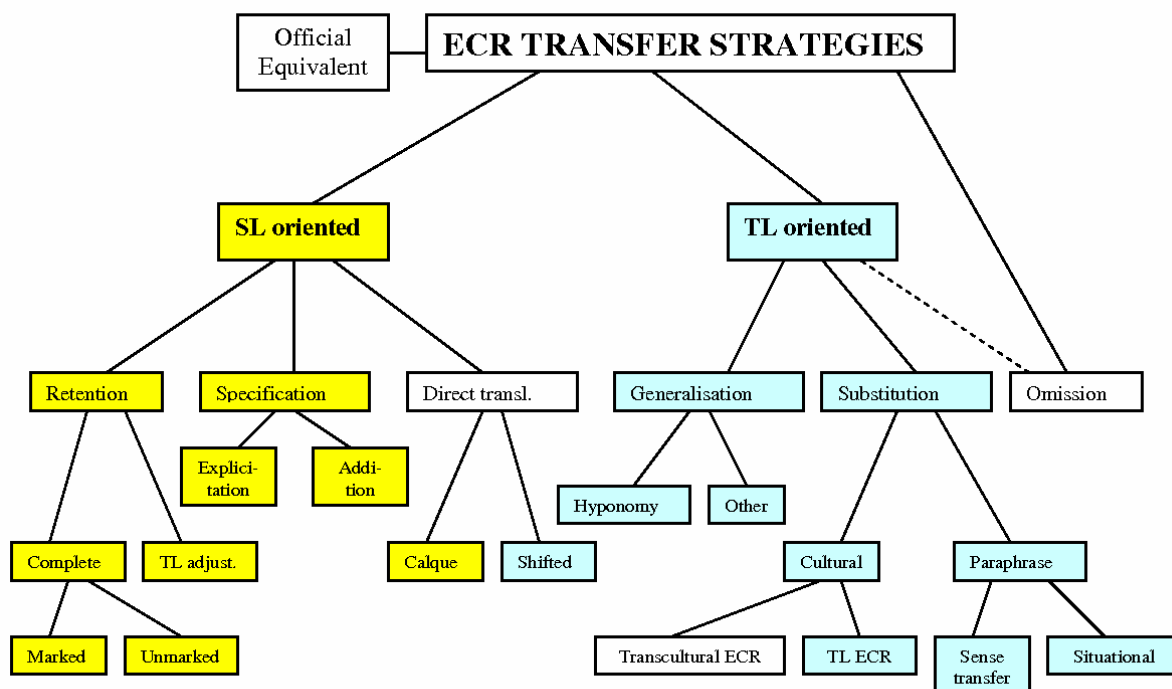 Official
Equivalent
ECR TRANSFER STRATEGIES
SL oriented
TL oriented
Retention
Specification
Direct transl.
Generalisation
Substitution
Omission
Explici-
tation
Addi-
tion
Hyponomy
Other
Complete
TL adjust.
Calque
Shifted
Cultural
Paraphrase
Marked
Unmarked
Transcultural ECR
TL ECR
Sense
transfer
Situational